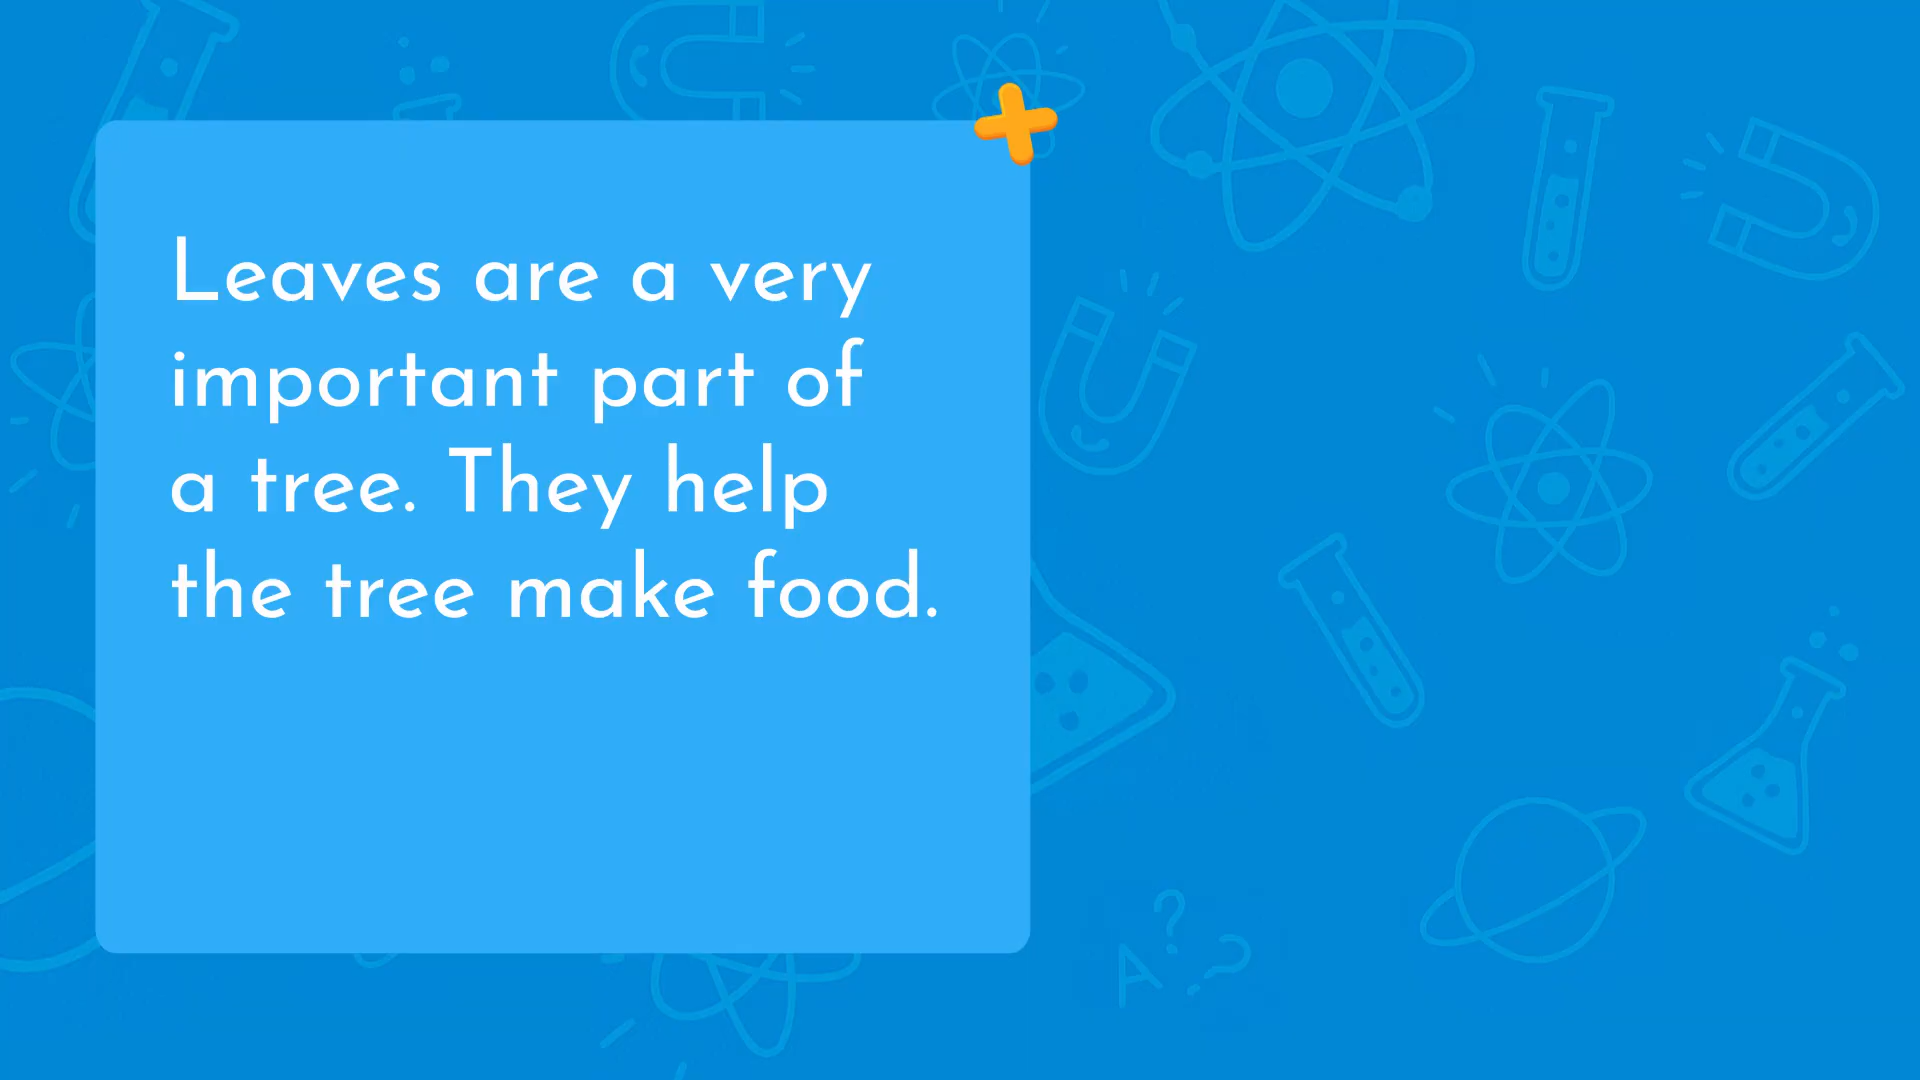 Leaves are a very
important part of
a tree. They help
the tree make food.
A ? ?